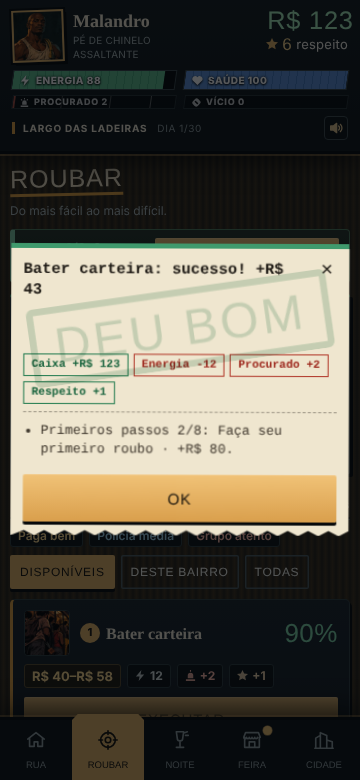 Malandro
R$ 123
PÉ DE CHINELO
ASSALTANTE
6 respeito
ENERGIA 88
SAÚDE 100
PROCURADO 2
VÍCIO 0
LARGO DAS LADEIRAS DIA 1/30
ROUBAR
Do mais fácil ao mais difícil.
Bater carteira: sucesso! +R$
43
×
DEU BOM
Caixa +R$ 123
Energia -12
Procurado +2
Respeito +1
• Primeiros passos 2/8: Faça seu
primeiro roubo · +R$ 80.
OK
Paga bem
Polícia média
Grupo atento
DISPONÍVEIS
DESTE BAIRRO
TODAS
1
Bater carteira
90%
R$ 40–R$ 58
12
+2
+1
RUA
ROUBAR
NOITE
FEIRA
CIDADE